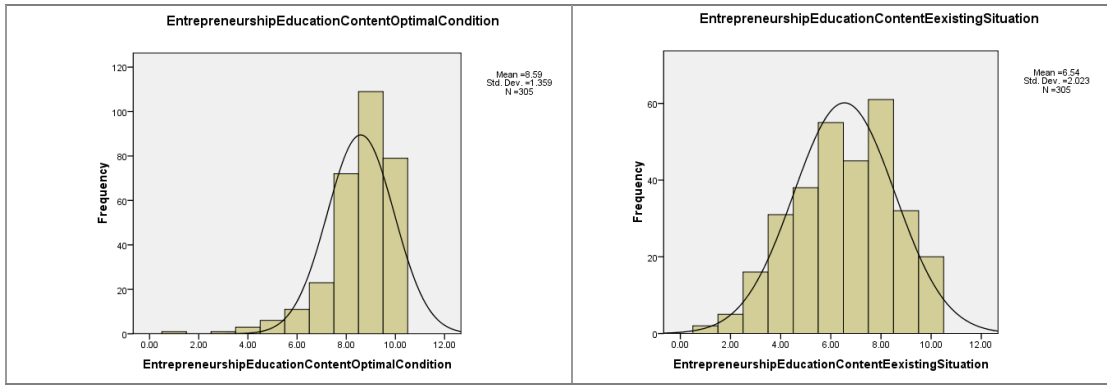 EntrepreneurshipEducationContentOptimalCondition
Mean =8.59
Std. Dev. =1.359
N =305
120
100
80
60
40
20
0
Frequency
0.00 2.00 4.00 6.00 8.00 10.00 12.00
EntrepreneurshipEducationContentOptimalCondition
EntrepreneurshipEducationContentEexistingSituation
Mean =6.54
Std. Dev. =2.023
N =305
60
40
20
0
Frequency
0.00 2.00 4.00 6.00 8.00 10.00 12.00
EntrepreneurshipEducationContentEexistingSituation